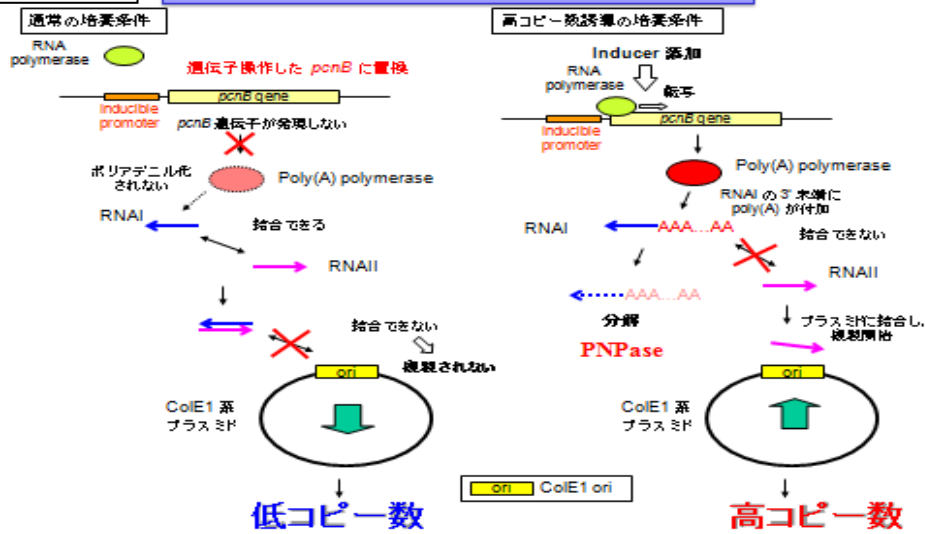 通常の培養条件
RNA
polymerase
遺伝子操作した pcnB に置換
pcnB gene
Inducible
promoter
pcnB 遺伝子が発現しない
ポリアデニル化
されない
Poly(A) polymerase
RNAI
結合できる
RNAII
結合できない
複製されない
ori
ColE1 系
プラスミド
低コピー数
高コピー数誘導の培養条件
Inducer 添加
RNA
polymerase
転写
pcnB gene
Inducible
promoter
Poly(A) polymerase
RNAI の 3' 末端に
poly(A) が付加
RNAI
AAA...AA
結合できない
RNAII
AAA...AA
分解
PNPase
プラスミドに結合し、
複製開始
ori
ColE1 系
プラスミド
高コピー数
ori ColE1 ori